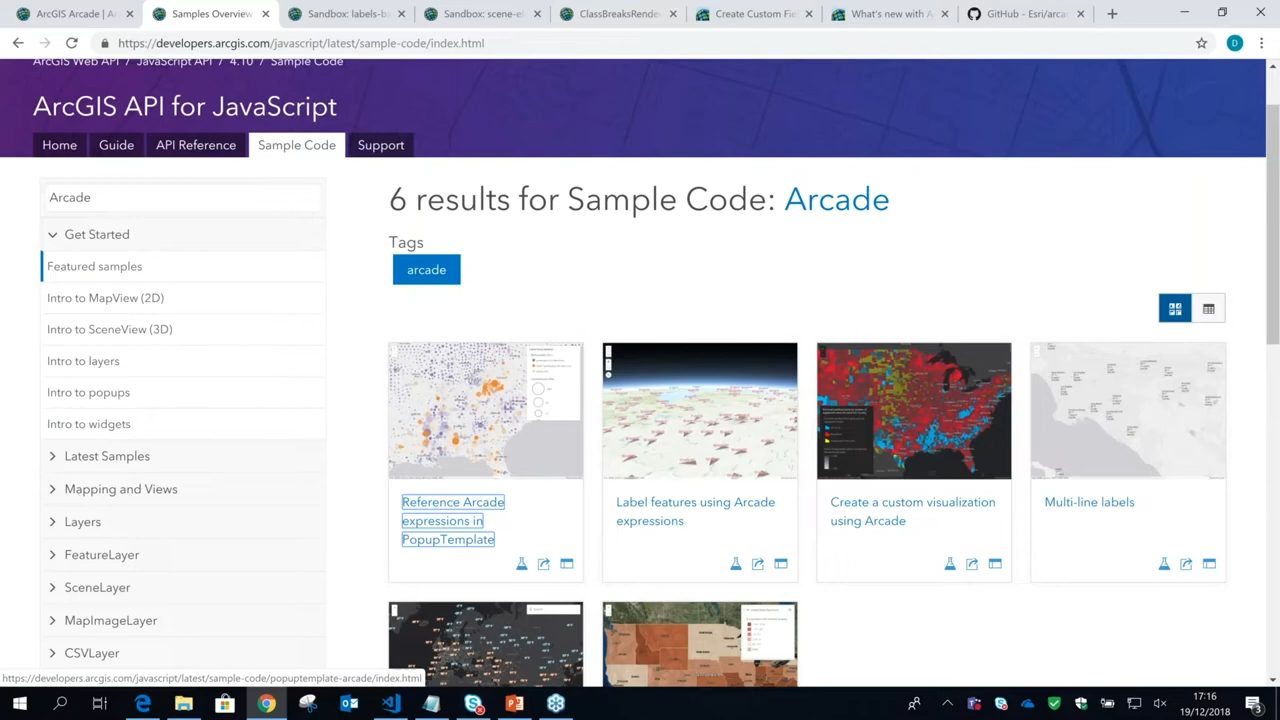 ArcGIS Web API | A
Samples Overview
Sandbox: labels-ba
Sandbox: scene-el
ClassBreaksRende
Create Custom Fie
What's new with A
GitHub - Esri/arca
https://developers.arcgis.com/javascript/latest/sample-code/index.html
D
ArcGIS Web API / JavaScript API / 4.10 / Sample Code
ArcGIS API for JavaScript
Home
Guide
API Reference
Sample Code
Support
Arcade
Get Started
Featured samples
Intro to MapView (2D)
Intro to SceneView (3D)
Intro to layers
Intro to popups
Intro to widgets
Latest Samples
Mapping and Views
Layers
FeatureLayer
SceneLayer
MapImageLayer
CSVLayer
6 results for Sample Code: Arcade
Tags
arcade
Reference Arcade
expressions in
PopupTemplate
Label features using Arcade
expressions
Create a custom visualization
using Arcade
Multi-line labels
https://developers.arcgis.com/javascript/latest/sample-code/popuptemplate-arcade/index.html
17:16
19/12/2018
3